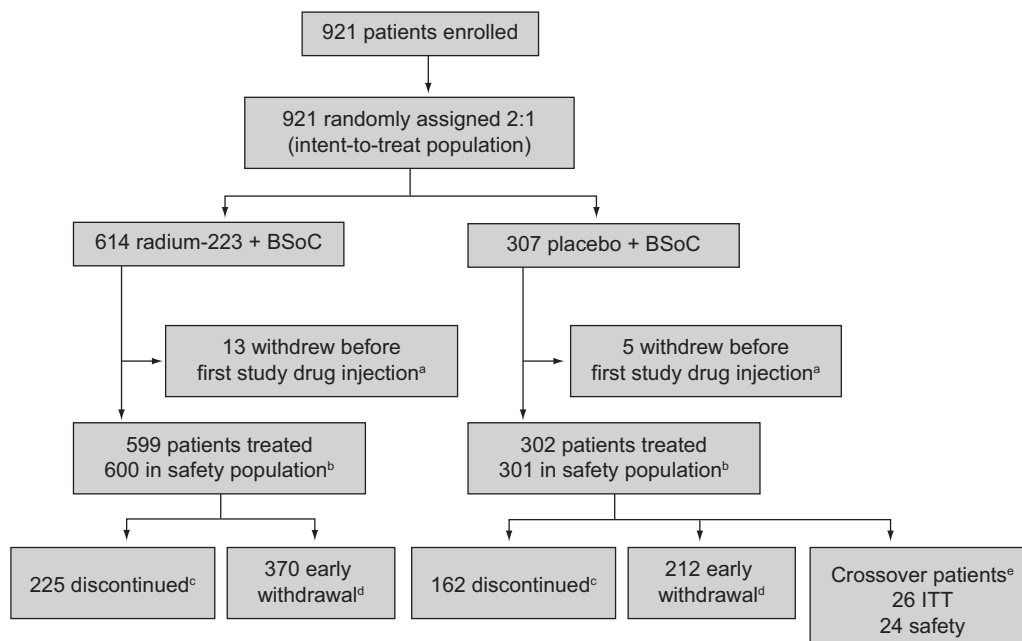 921 patients enrolled
921 randomly assigned 2:1
(intent-to-treat population)
614 radium-223 + BSoC
307 placebo + BSoC
13 withdrew before
first study drug injectionᵃ
5 withdrew before
first study drug injectionᵃ
599 patients treated
600 in safety populationᵇ
302 patients treated
301 in safety populationᵇ
225 discontinuedᶜ
370 early
withdrawalᵈ
162 discontinuedᶜ
212 early
withdrawalᵈ
Crossover patientsᵉ
26 ITT
24 safety